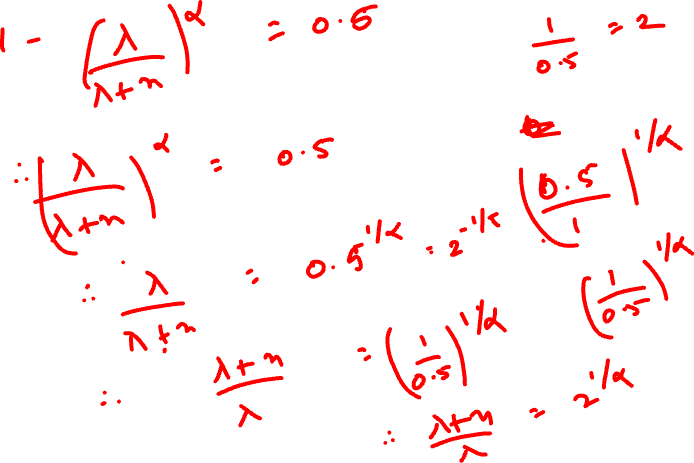 1 - (λ/(λ+x))^α = 0.5
1/0.5 = 2
∴ (λ/(λ+x))^α = 0.5
(0.5/1)^1/α
∴ λ/(λ+x) = 0.5^1/α = 2^-1/α
(1/0.5)^1/α
∴ (λ+x)/λ = (1/0.5)^1/α
∴ (λ+x)/λ = 2^1/α